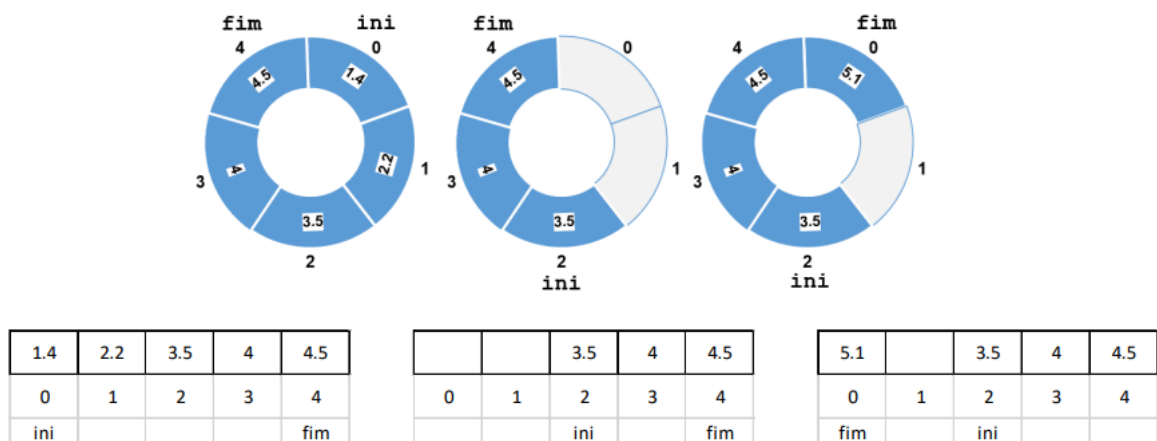 fim ini fim
4 0 4 0 4 0
4.5 1.4 4.5 4.5 5.1
3 4 2.2 1 3 4 1 3 4 1
3.5 3.5 3.5
2 2 2
ini ini
1.4 2.2 3.5 4 4.5 3.5 4 4.5 5.1 3.5 4 4.5
0 1 2 3 4 0 1 2 3 4 0 1 2 3 4
ini fim ini fim fim ini